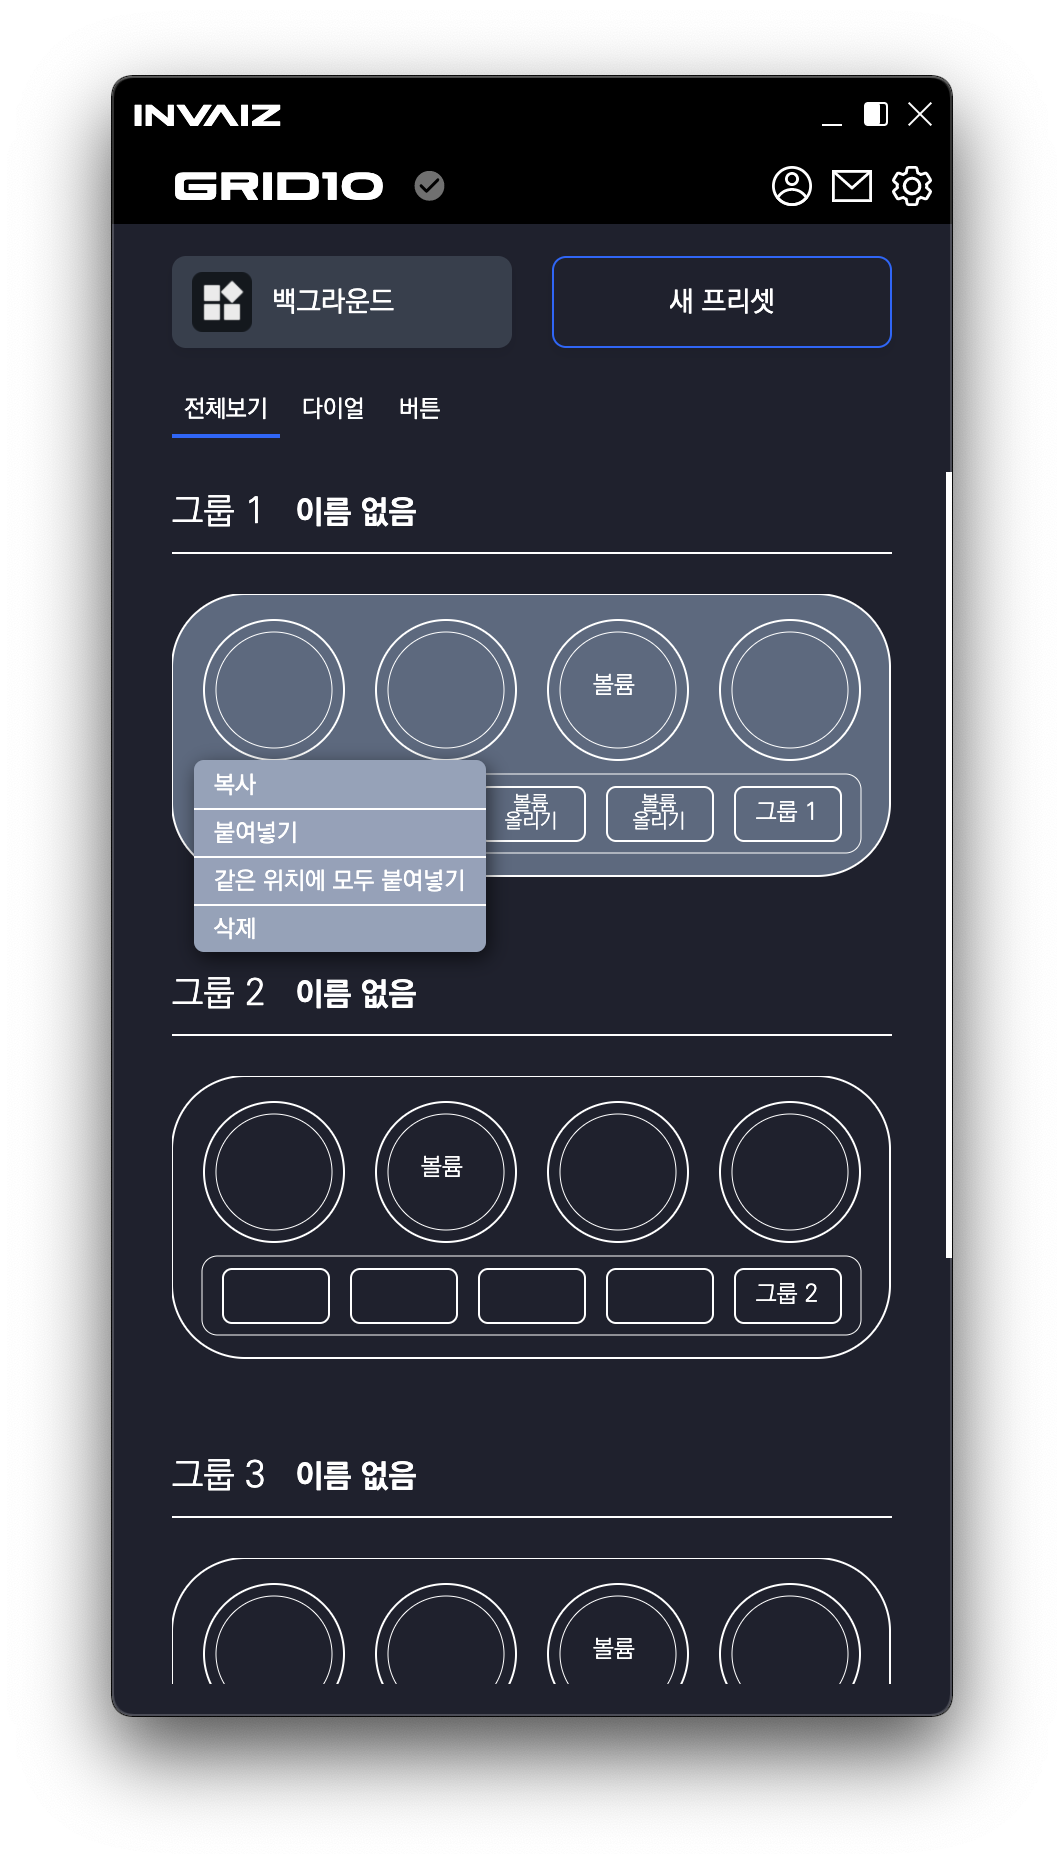 INVAIZ
GRID10
백그라운드
새 프리셋
전체보기 다이얼 버튼
그룹 1 이름 없음
볼륨
복사
붙여넣기
같은 위치에 모두 붙여넣기
삭제
볼륨
올리기
볼륨
올리기
그룹 1
그룹 2 이름 없음
볼륨
그룹 2
그룹 3 이름 없음
볼륨